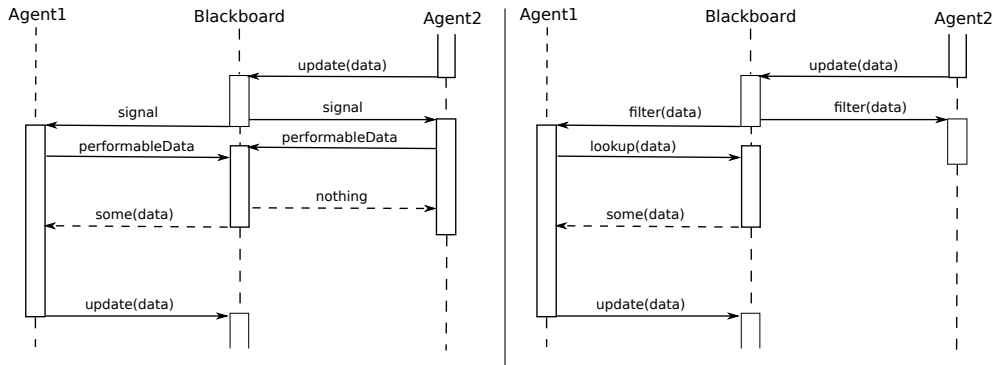 Agent1
Blackboard
Agent2
update(data)
signal
signal
performableData
performableData
nothing
some(data)
update(data)
Agent1
Blackboard
Agent2
update(data)
filter(data)
filter(data)
lookup(data)
some(data)
update(data)